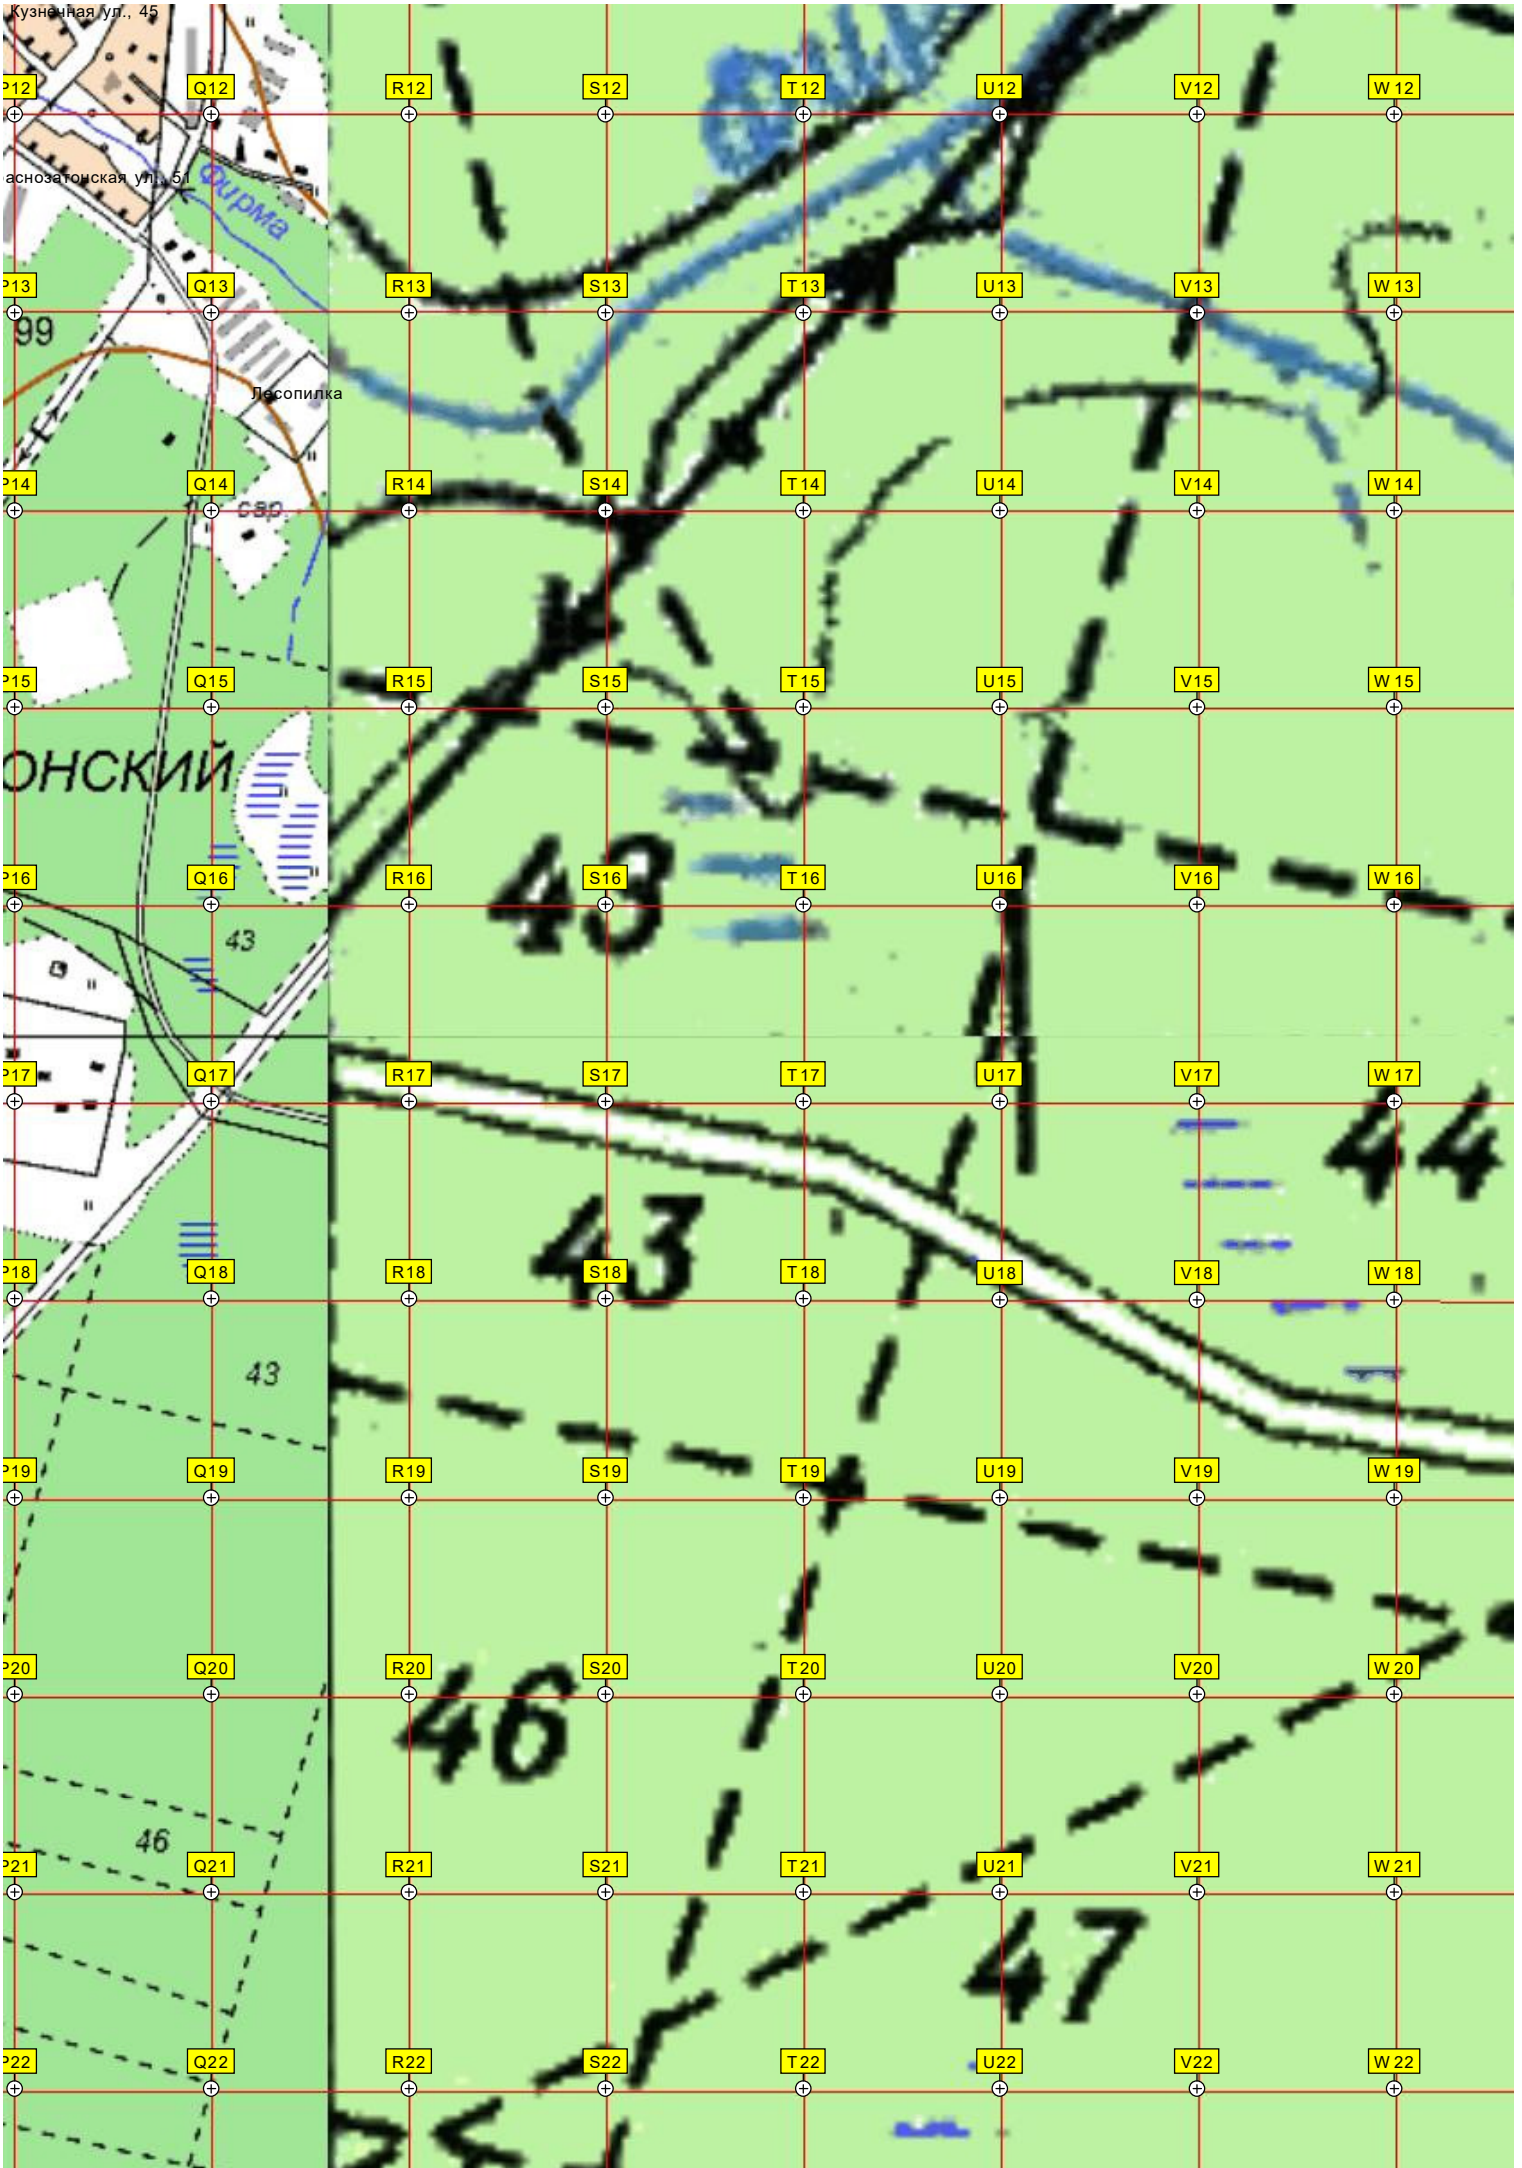 Кузнечная ул., 45
P12 Q12 R12 S12 T12 U12 V12 W12
аснозатонская ул., 51
Фирма
P13 Q13 R13 S13 T13 U13 V13 W13
99
Лесопилка
P14 Q14 R14 S14 T14 U14 V14 W14
сар.
P15 Q15 R15 S15 T15 U15 V15 W15
ОНСКИЙ
P16 Q16 R16 S16 T16 U16 V16 W16
43
43
P17 Q17 R17 S17 T17 U17 V17 W17
44
43
P18 Q18 R18 S18 T18 U18 V18 W18
43
P19 Q19 R19 S19 T19 U19 V19 W19
P20 Q20 R20 S20 T20 U20 V20 W20
46
46
P21 Q21 R21 S21 T21 U21 V21 W21
47
P22 Q22 R22 S22 T22 U22 V22 W22